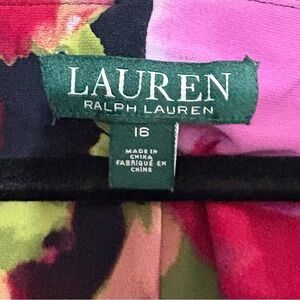 LAUREN
RALPH LAUREN
16
MADE IN
CHINA
FABRIQUÉ EN
CHINE